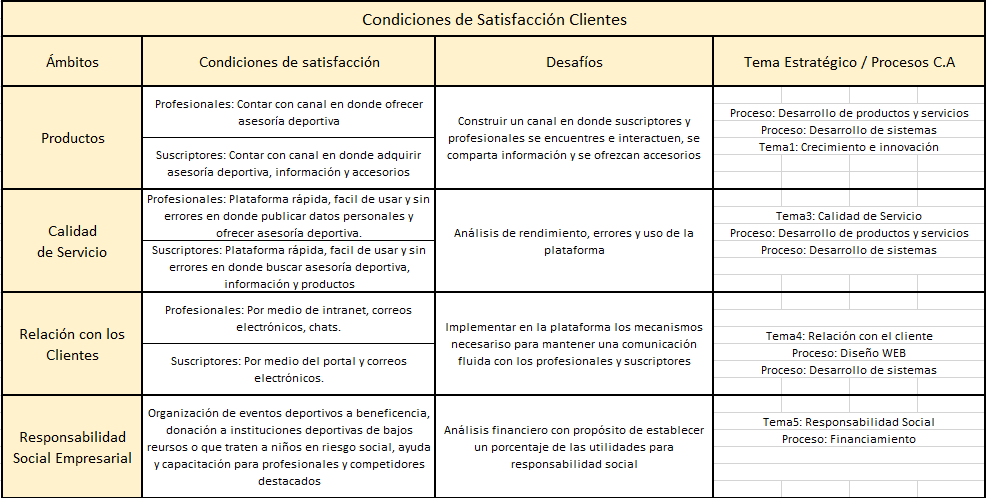 Condiciones de Satisfacción Clientes
Ámbitos
Condiciones de satisfacción
Desafíos
Tema Estratégico / Procesos C.A
Productos
Profesionales: Contar con canal en donde ofrecer
asesoría deportiva
Suscriptores: Contar con canal en donde adquirir
asesoría deportiva, información y accesorios
Construir un canal en donde suscriptores y
profesionales se encuentres e interactuen, se
comparta información y se ofrezcan accesorios
Proceso: Desarrollo de productos y servicios
Proceso: Desarrollo de sistemas
Tema1: Crecimiento e innovación
Calidad
de Servicio
Profesionales: Plataforma rápida, facil de usar y sin
errores en donde publicar datos personales y
ofrecer asesoría deportiva.
Suscriptores: Plataforma rápida, facil de usar y sin
errores en donde buscar asesoría deportiva,
información y productos
Análisis de rendimiento, errores y uso de la
plataforma
Tema3: Calidad de Servicio
Proceso: Desarrollo de productos y servicios
Proceso: Desarrollo de sistemas
Relación con los
Clientes
Profesionales: Por medio de intranet, correos
electrónicos, chats.
Suscriptores: Por medio del portal y correos
electrónicos.
Implementar en la plataforma los mecanismos
necesariso para mantener una comunicación
fluida con los profesionales y suscriptores
Tema4: Relación con el cliente
Proceso: Diseño WEB
Proceso: Desarrollo de sistemas
Responsabilidad
Social Empresarial
Organización de eventos deportivos a beneficencia,
donación a instituciones deportivas de bajos
reursos o que traten a niños en riesgo social, ayuda
y capacitación para profesionales y competidores
destacados
Análisis financiero con propósito de establecer
un porcentaje de las utilidades para
responsabilidad social
Tema5: Responsabilidad Social
Proceso: Financiamiento